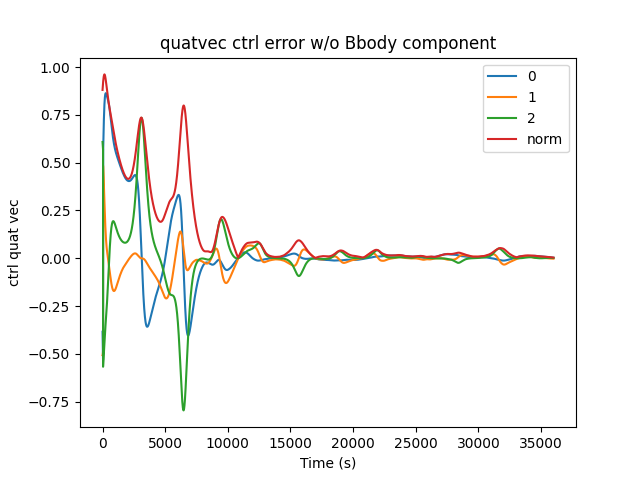 quatvec ctrl error w/o Bbody component
1.00
0.75
0.50
0.25
0.00
−0.25
−0.50
−0.75
ctrl quat vec
0
1
2
norm
0 5000 10000 15000 20000 25000 30000 35000
Time (s)